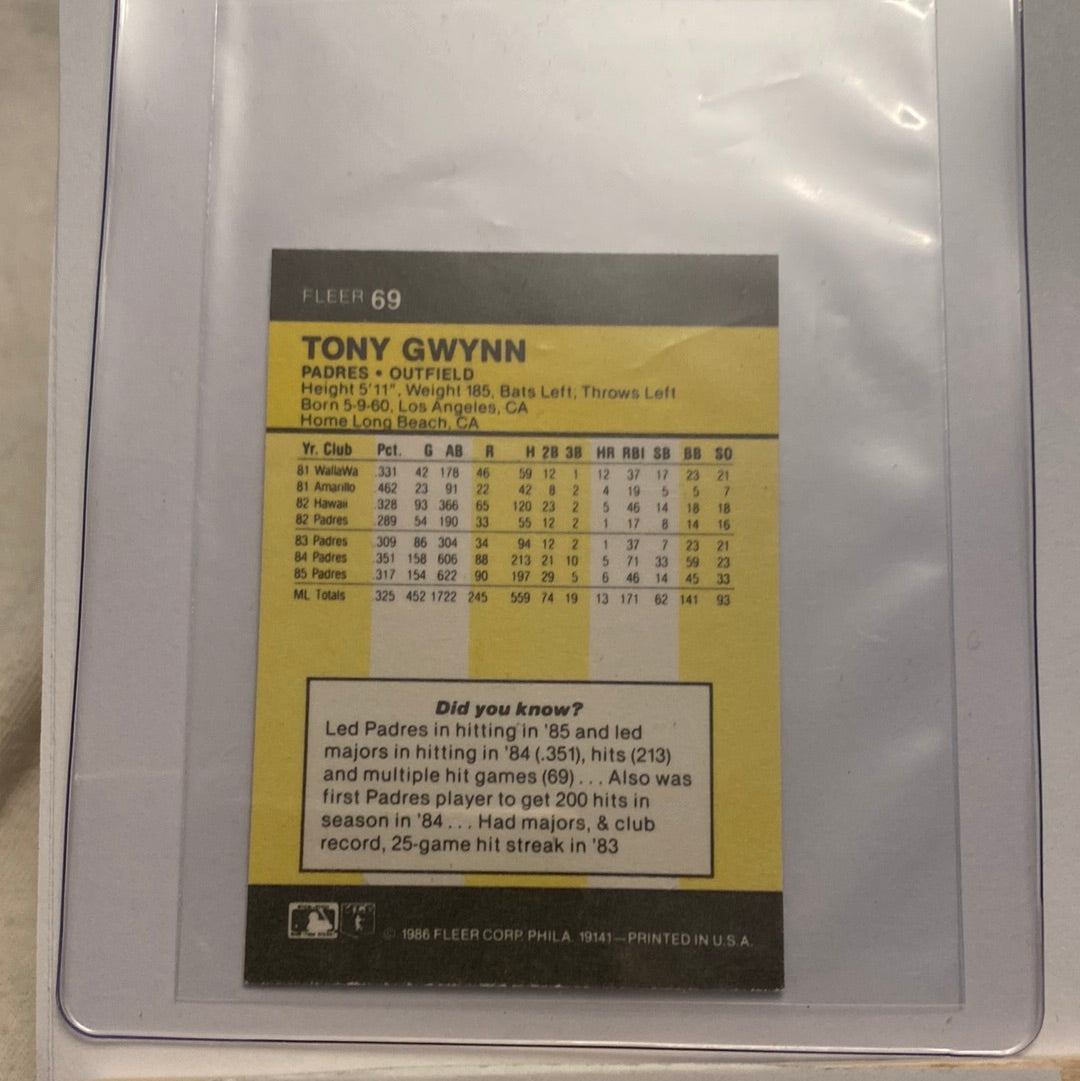 FLEER 69
TONY GWYNN
PADRES • OUTFIELD
Height 5'11", Weight 185, Bats Left, Throws Left
Born 5-9-60, Los Angeles, CA
Home Long Beach, CA
Yr. Club Pct. G AB R H 2B 3B HR RBI SB BB SO
81 WallaWa .331 42 178 46 59 12 1 12 37 17 23 21
81 Amarillo .462 23 91 22 42 8 2 4 19 5 5 7
82 Hawaii .328 93 366 65 120 23 2 5 46 14 18 18
82 Padres .289 54 190 33 55 12 2 1 17 8 14 16
83 Padres .309 86 304 34 94 12 2 1 37 7 23 21
84 Padres .351 158 606 88 213 21 10 5 71 33 59 23
85 Padres .317 154 622 90 197 29 5 6 46 14 45 33
ML Totals .325 452 1722 245 559 74 19 13 171 62 141 93
Did you know?
Led Padres in hitting in '85 and led
majors in hitting in '84 (.351), hits (213)
and multiple hit games (69)... Also was
first Padres player to get 200 hits in
season in '84... Had majors, & club
record, 25-game hit streak in '83
© 1986 FLEER CORP. PHILA. 19141—PRINTED IN U.S.A.